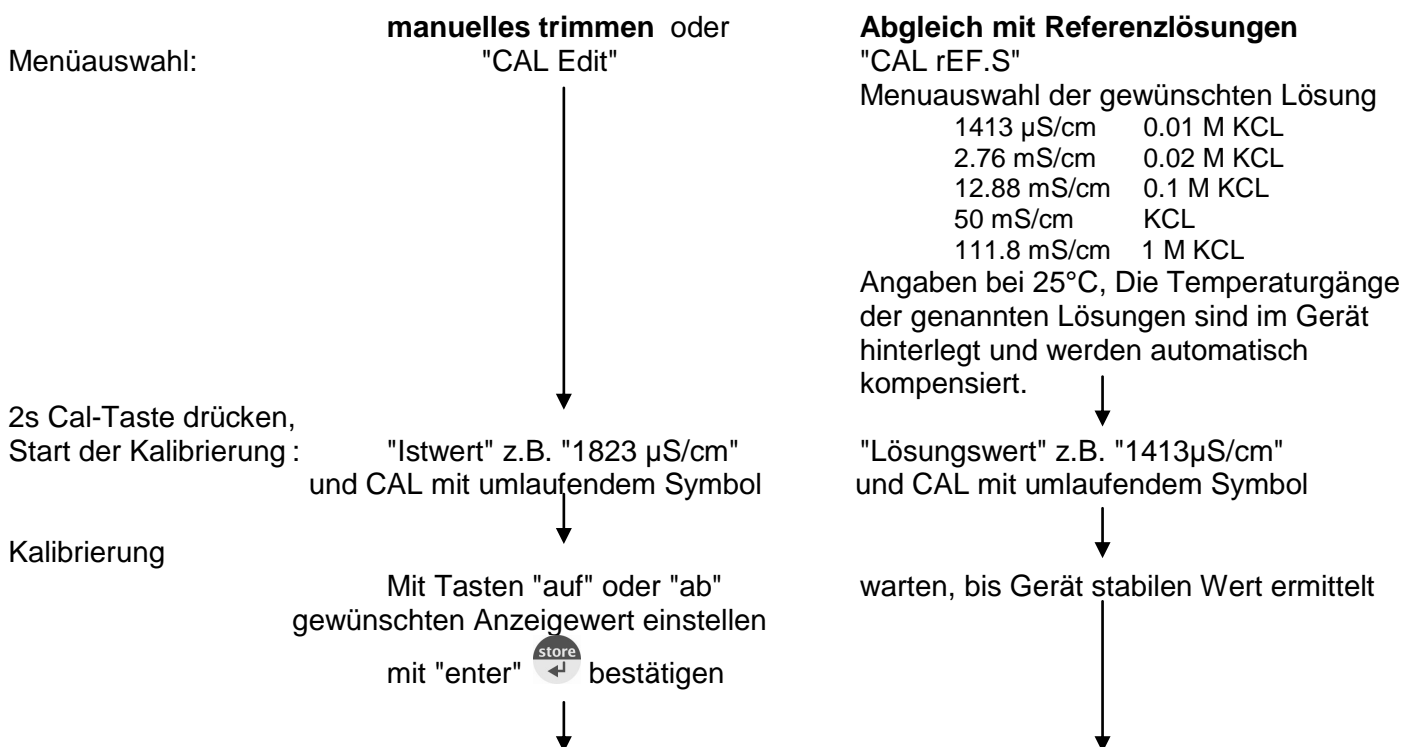 manuelles trimmen oder Abgleich mit Referenzlösungen
Menüauswahl: "CAL Edit" "CAL rEF.S"
Menuauswahl der gewünschten Lösung
1413 µS/cm 0.01 M KCL
2.76 mS/cm 0.02 M KCL
12.88 mS/cm 0.1 M KCL
50 mS/cm KCL
111.8 mS/cm 1 M KCL
Angaben bei 25°C, Die Temperaturgänge
der genannten Lösungen sind im Gerät
hinterlegt und werden automatisch
kompensiert.
2s Cal-Taste drücken,
Start der Kalibrierung : "Istwert" z.B. "1823 µS/cm" "Lösungswert" z.B. "1413µS/cm"
und CAL mit umlaufendem Symbol und CAL mit umlaufendem Symbol
Kalibrierung
Mit Tasten "auf" oder "ab" warten, bis Gerät stabilen Wert ermittelt
gewünschten Anzeigewert einstellen
store
mit "enter" bestätigen